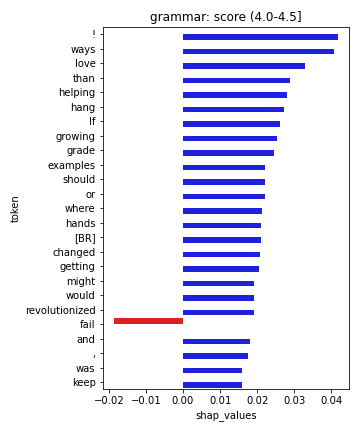 grammar: score (4.0-4.5]
!
ways
love
than
helping
hang
If
growing
grade
examples
should
or
where
hands
[BR]
changed
getting
might
would
revolutionized
fail
and
,
was
keep
token
−0.02 −0.01 0.00 0.01 0.02 0.03 0.04
shap_values